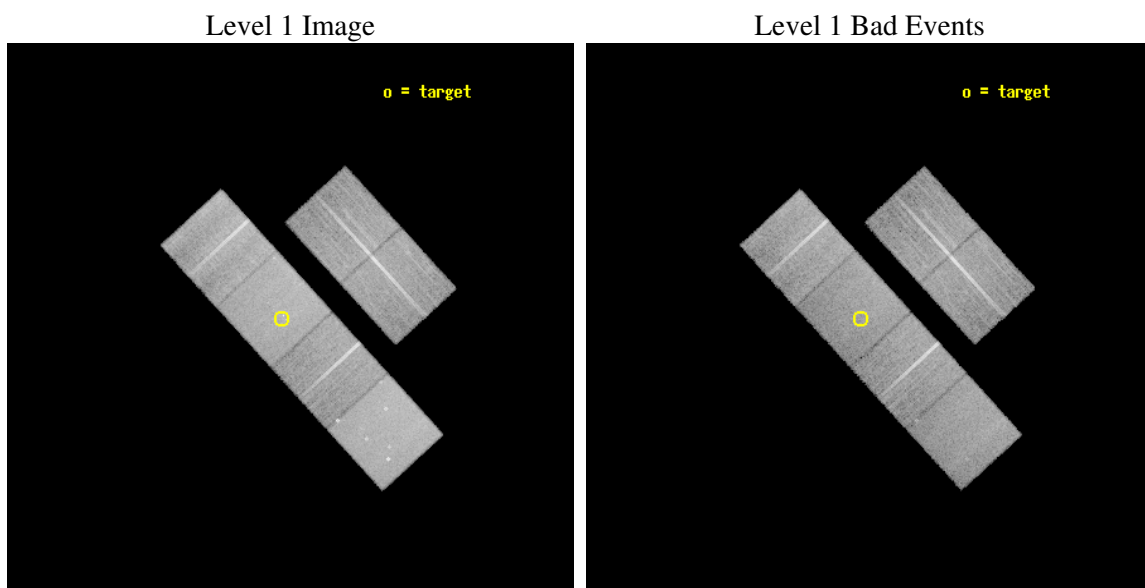 Level 1 Image
Level 1 Bad Events
o = target
o = target